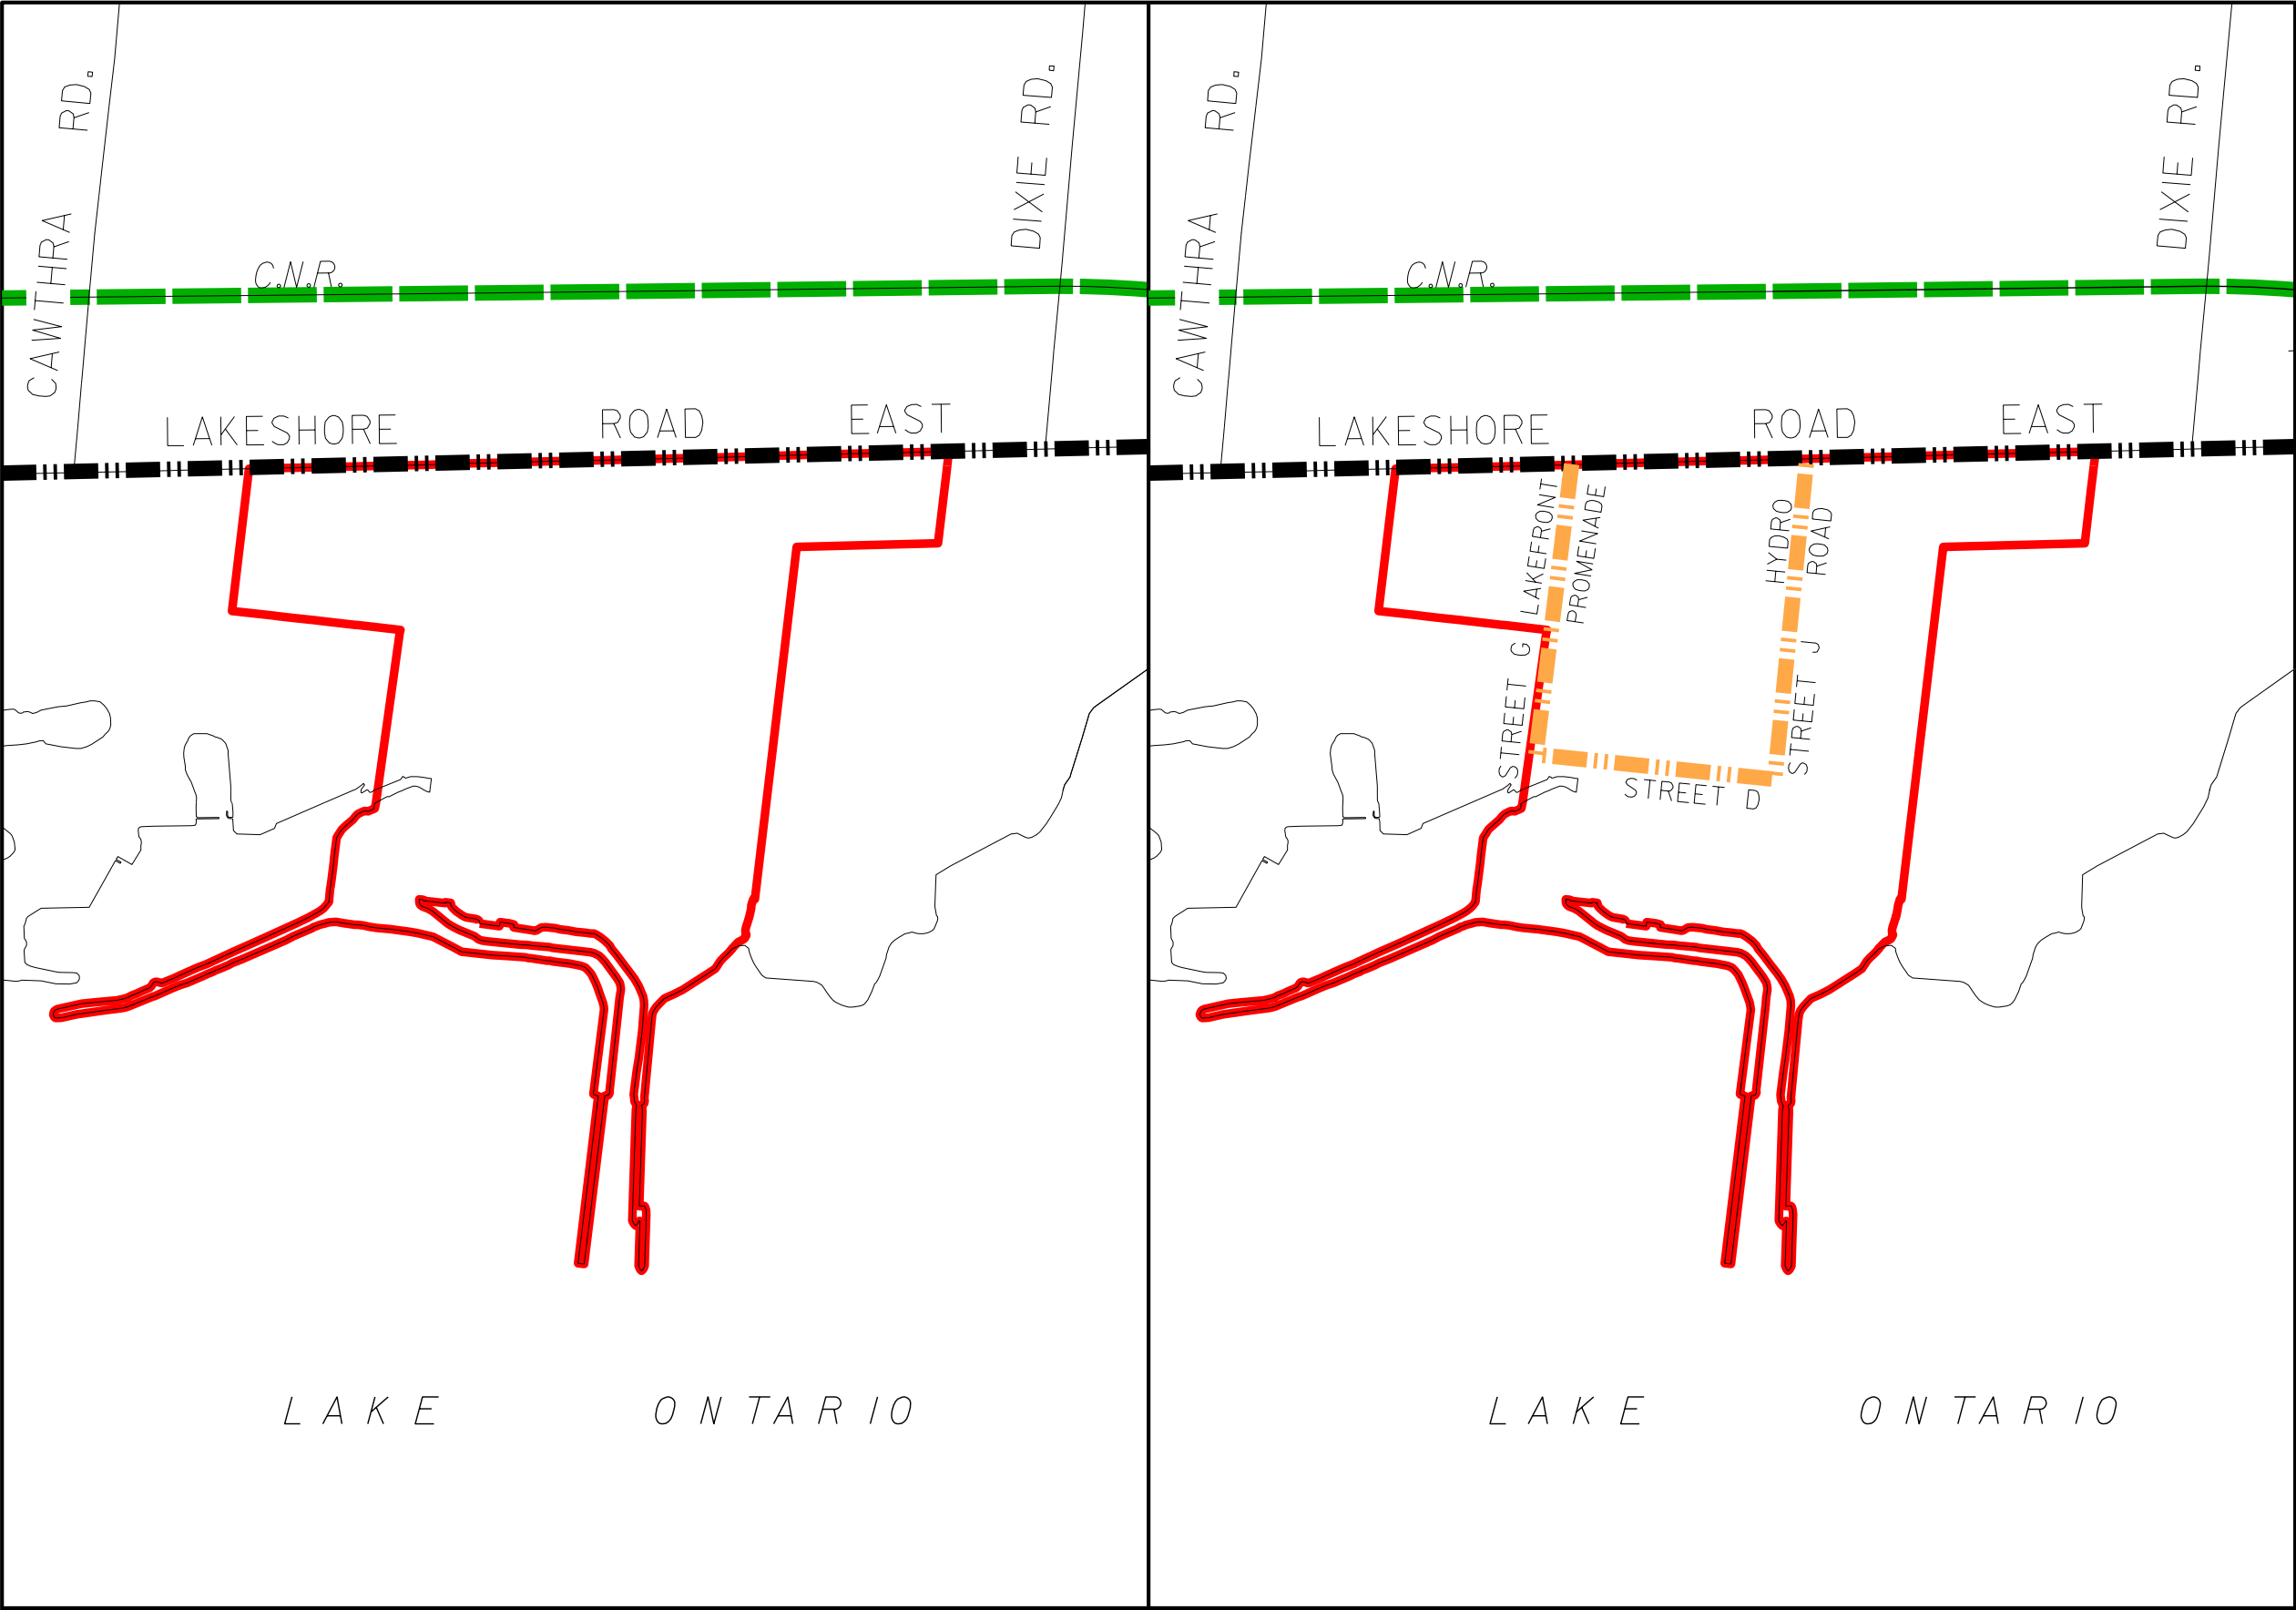 CAWTHRA RD.
DIXIE RD.
C.N.R.
LAKESHORE ROAD EAST
LAKE ONTARIO
CAWTHRA RD.
DIXIE RD.
C.N.R.
LAKESHORE ROAD EAST
STREET G LAKEFRONT
PROMENADE
HYDRO
ROAD
STREET J
STREET D
LAKE ONTARIO